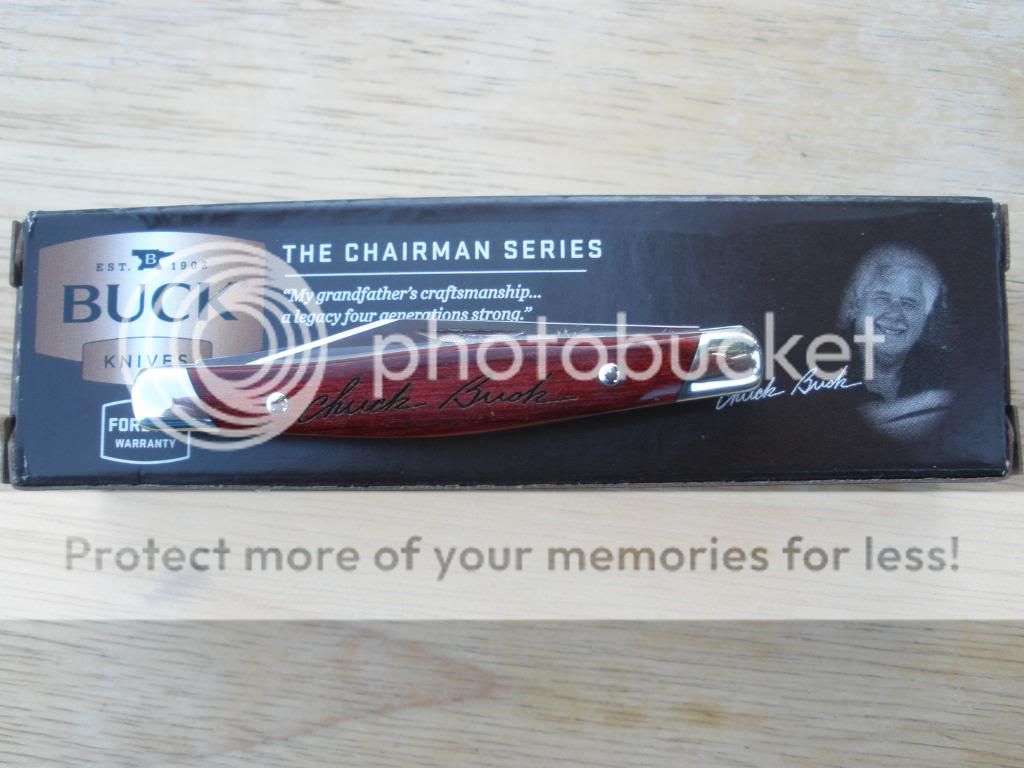 EST. B 1902
BUCK
KNIVES
THE CHAIRMAN SERIES
"My grandfather's craftsmanship...
a legacy four generations strong."
photobucket
Chuck Buck
Chuck Buck
WARRANTY
Protect more of your memories for less!